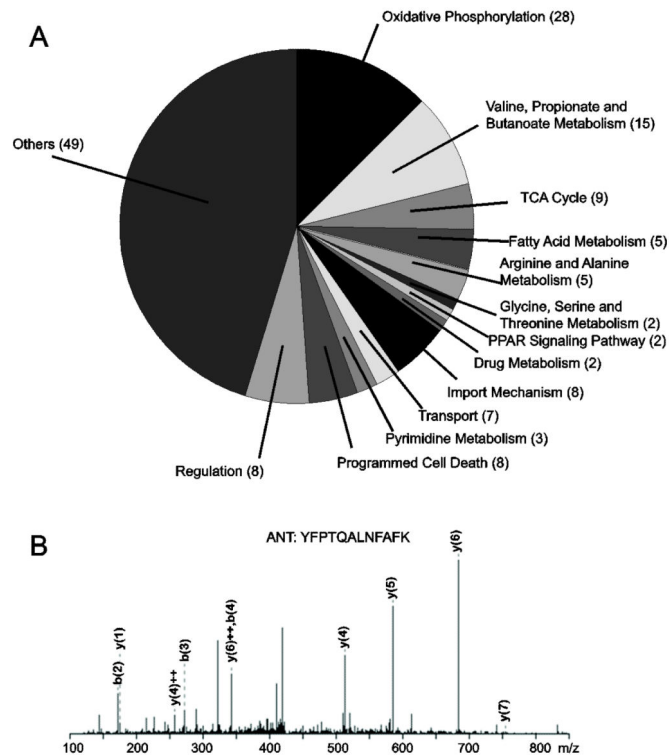 A
Oxidative Phosphorylation (28)
Valine, Propionate and
Butanoate Metabolism (15)
Others (49)
TCA Cycle (9)
Fatty Acid Metabolism (5)
Arginine and Alanine
Metabolism (5)
Glycine, Serine and
Threonine Metabolism (2)
PPAR Signaling Pathway (2)
Drug Metabolism (2)
Import Mechanism (8)
Transport (7)
Pyrimidine Metabolism (3)
Programmed Cell Death (8)
Regulation (8)
B
ANT: YFPTQALNFAFK
b(2)
y(1)
y(4)++
b(3)
y(6)++,b(4)
y(4)
y(5)
y(6)
y(7)
100 200 300 400 500 600 700 m/z